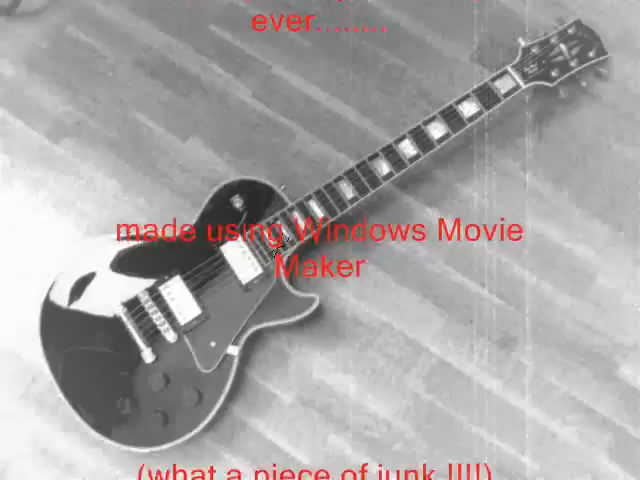 ever........
made using Windows Movie
Maker
(what a piece of junk !!!!)